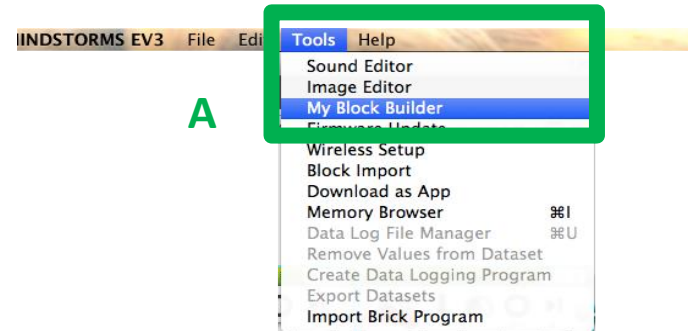 INDSTORMS EV3 File Edi Tools Help
Sound Editor
Image Editor
A
My Block Builder
Firmware Update
Wireless Setup
Block Import
Download as App
Memory Browser ⌘I
Data Log File Manager ⌘U
Remove Values from Dataset
Create Data Logging Program
Export Datasets
Import Brick Program